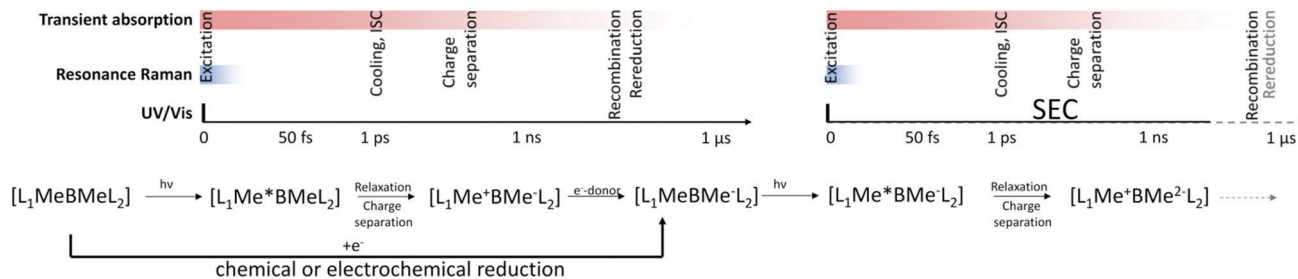 Transient absorption
Resonance Raman
UV/Vis
Excitation
Cooling, ISC
Charge
separation
Recombination
Rereduction
0 50 fs 1 ps 1 ns 1 µs
Excitation
Cooling, ISC
Charge
separation
Recombination
Rereduction
SEC
0 50 fs 1 ps 1 ns 1 µs
[L₁MeBMeL₂] hν [L₁Me*BMeL₂] Relaxation Charge separation [L₁Me⁺BMe⁻L₂] e⁻-donor [L₁MeBMe⁻L₂] hν [L₁Me*BMe⁻L₂] Relaxation Charge separation [L₁Me⁺BMe²⁻L₂]
+e⁻
chemical or electrochemical reduction